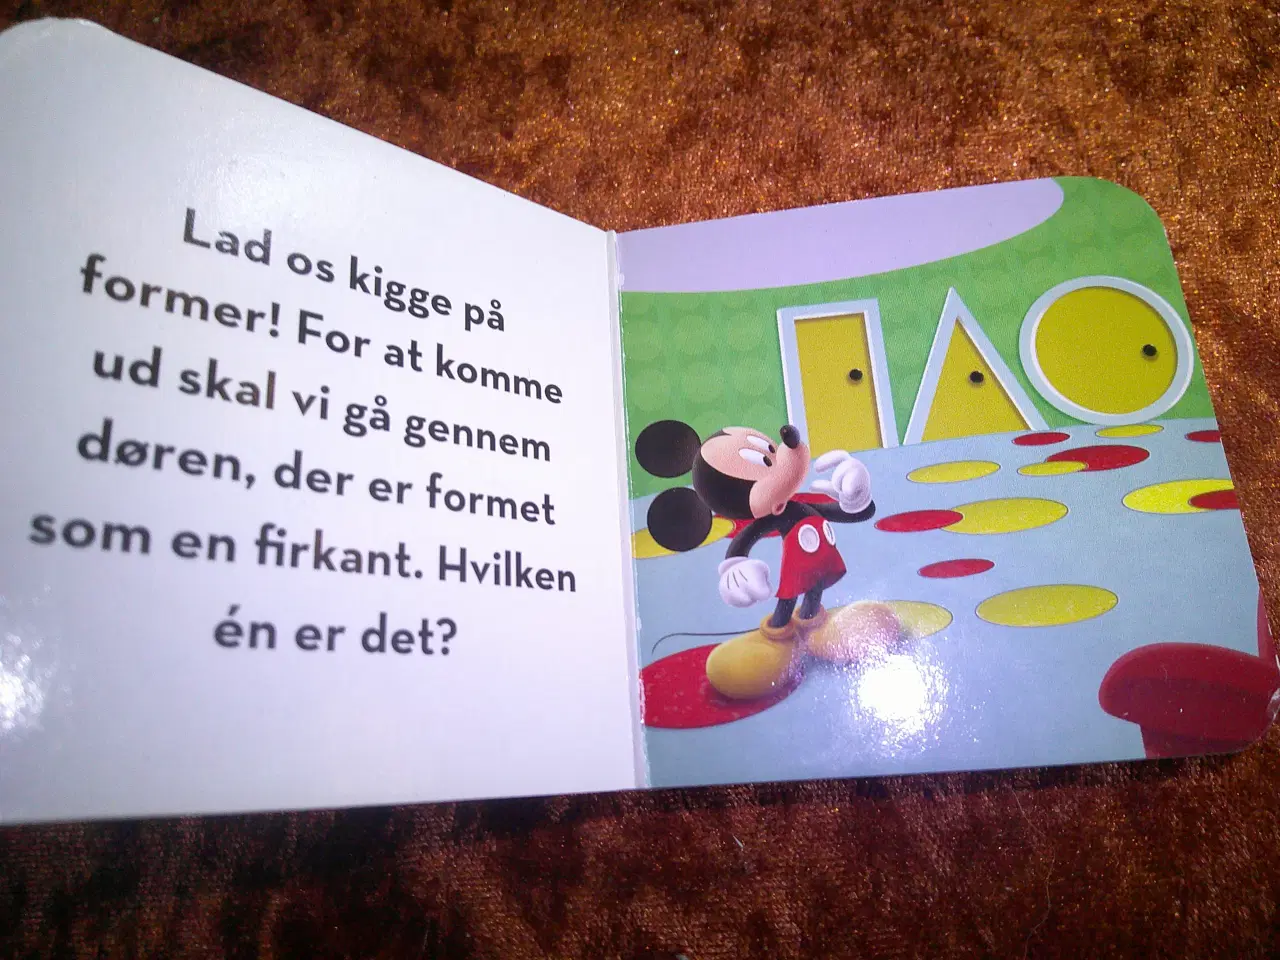 Lad os kigge på
former! For at komme
ud skal vi gå gennem
døren, der er formet
som en firkant. Hvilken
én er det?